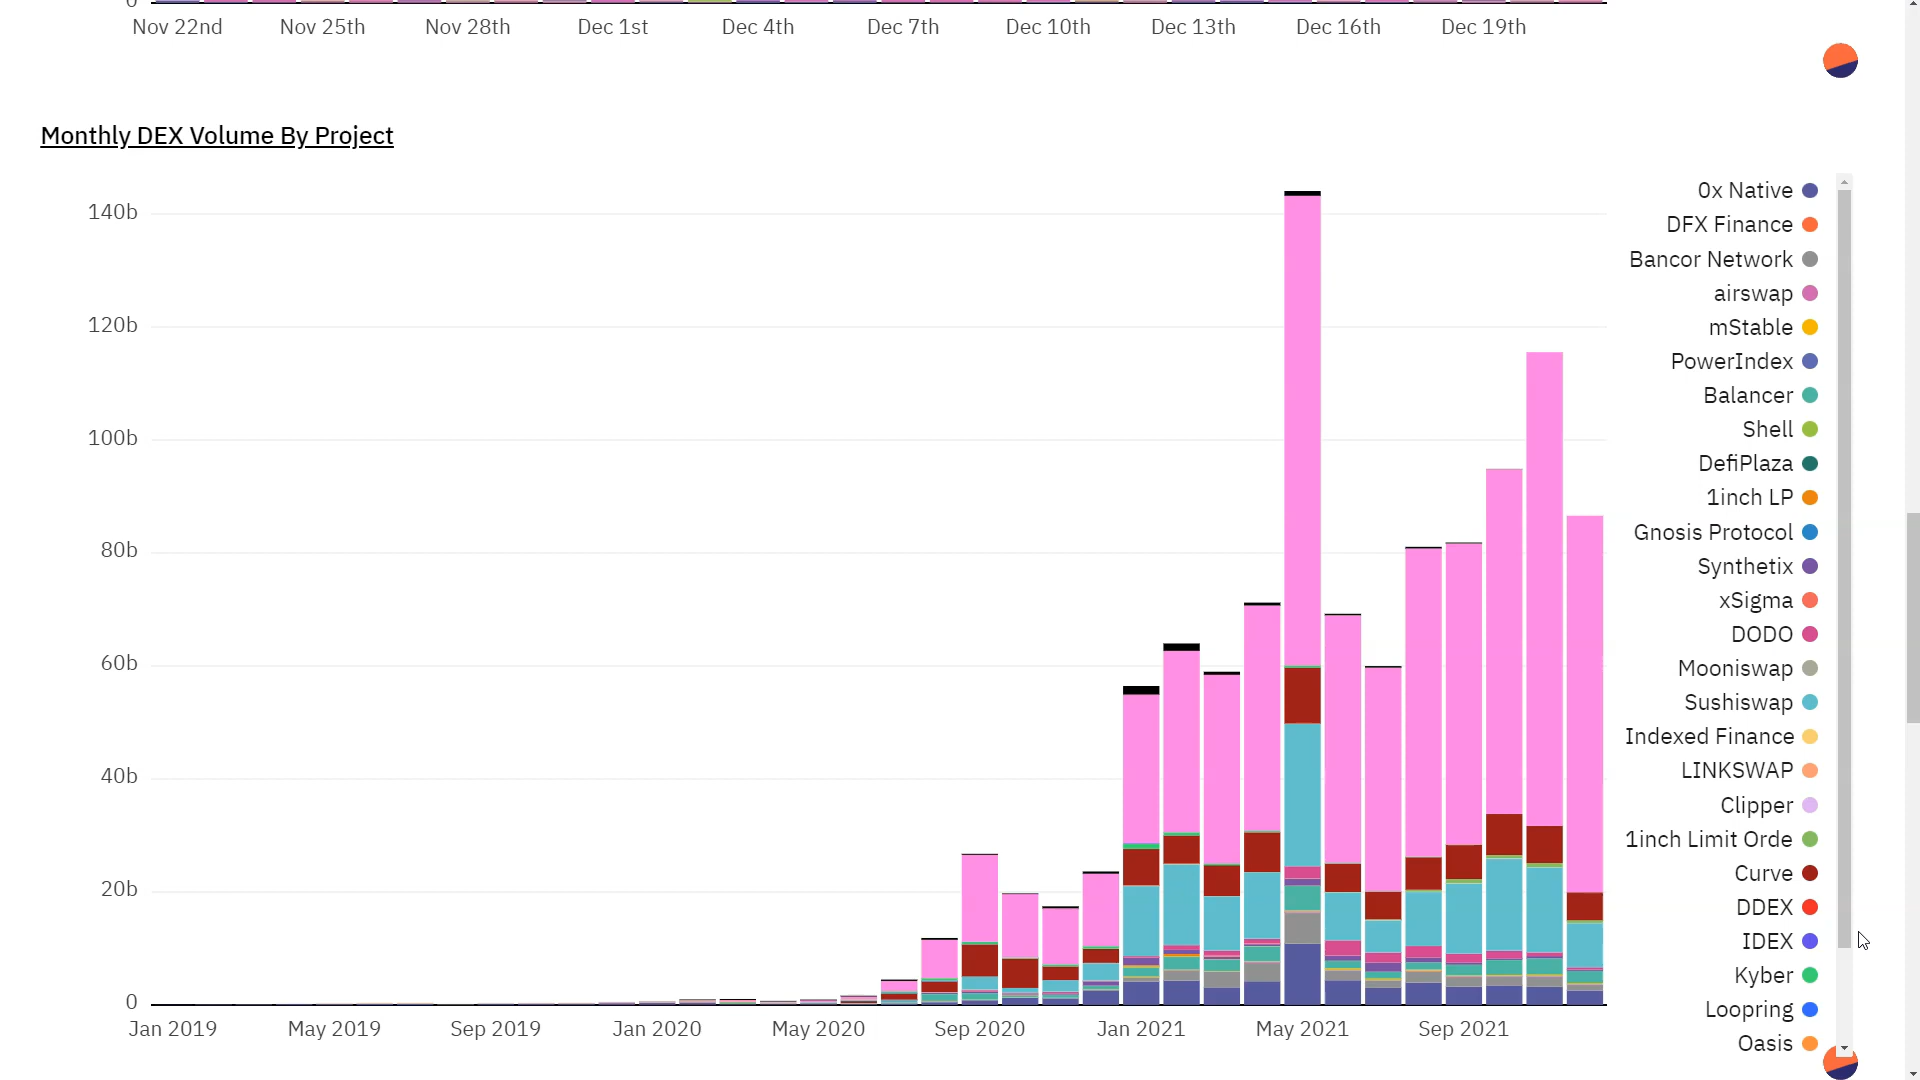 0
Nov 22nd Nov 25th Nov 28th Dec 1st Dec 4th Dec 7th Dec 10th Dec 13th Dec 16th Dec 19th
Monthly DEX Volume By Project
140b
120b
100b
80b
60b
40b
20b
0
Jan 2019 May 2019 Sep 2019 Jan 2020 May 2020 Sep 2020 Jan 2021 May 2021 Sep 2021
0x Native
DFX Finance
Bancor Network
airswap
mStable
PowerIndex
Balancer
Shell
DefiPlaza
1inch LP
Gnosis Protocol
Synthetix
xSigma
DODO
Mooniswap
Sushiswap
Indexed Finance
LINKSWAP
Clipper
1inch Limit Orde
Curve
DDEX
IDEX
Kyber
Loopring
Oasis